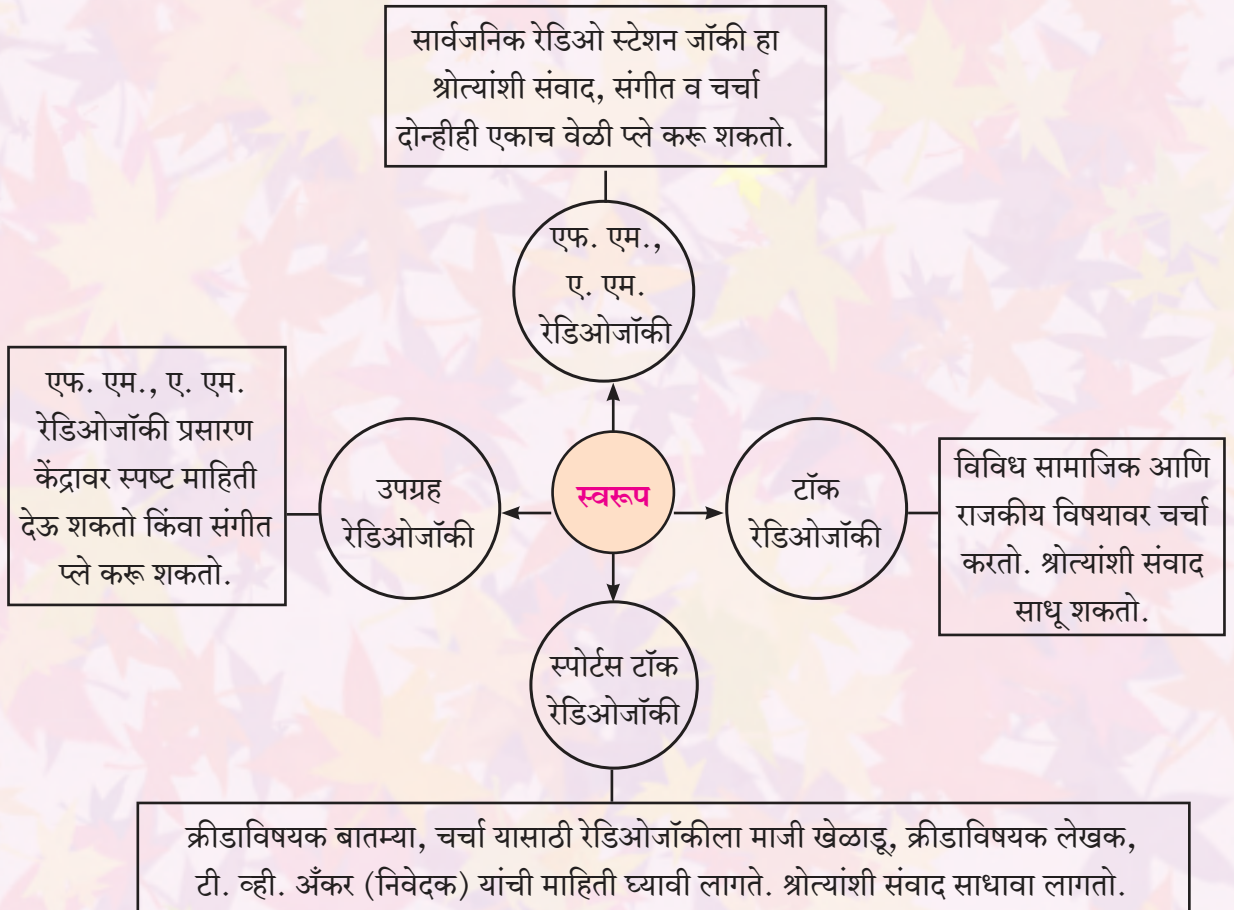 सार्वजनिक रेडिओ स्टेशन जॉकी हा
श्रोत्यांशी संवाद, संगीत व चर्चा
दोन्हीही एकाच वेळी प्ले करू शकतो.
एफ. एम.,
ए. एम.
रेडिओजॉकी
एफ. एम., ए. एम.
रेडिओजॉकी प्रसारण
केंद्रावर स्पष्ट माहिती
देऊ शकतो किंवा संगीत
प्ले करू शकतो.
उपग्रह
रेडिओजॉकी
स्वरूप
टॉक
रेडिओजॉकी
विविध सामाजिक आणि
राजकीय विषयावर चर्चा
करतो. श्रोत्यांशी संवाद
साधू शकतो.
स्पोर्टस टॉक
रेडिओजॉकी
क्रीडाविषयक बातम्या, चर्चा यासाठी रेडिओजॉकीला माजी खेळाडू, क्रीडाविषयक लेखक,
टी. व्ही. अँकर (निवेदक) यांची माहिती घ्यावी लागते. श्रोत्यांशी संवाद साधावा लागतो.